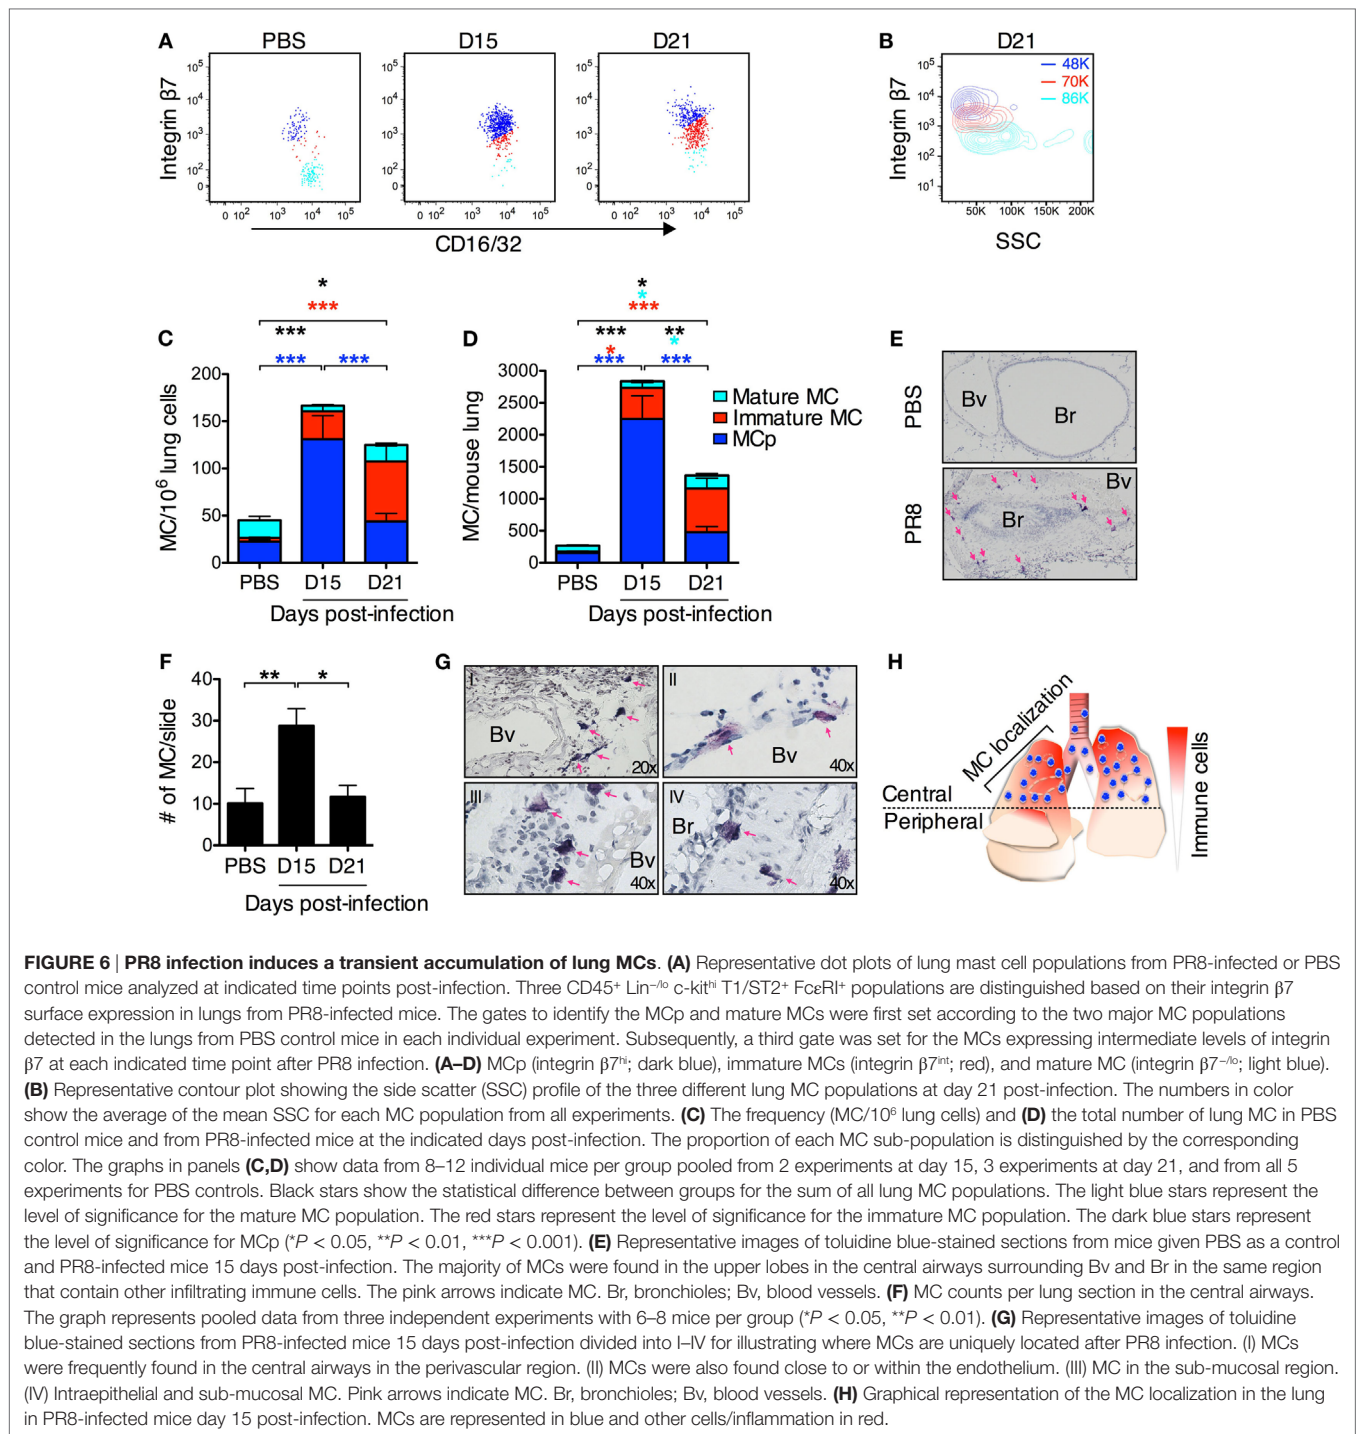 A
PBS
D15
D21
B
D21
Integrin β7
10⁵
10⁴
10³
10²
0
0 10² 10³ 10⁴ 10⁵
10⁵
10⁴
10³
10²
0
0 10² 10³ 10⁴ 10⁵
10⁵
10⁴
10³
10²
0
0 10² 10³ 10⁴ 10⁵
CD16/32
Integrin β7
10⁵
10⁴
10³
10²
10¹
48K
70K
86K
50K 100K 150K 200K
SSC
C
*
***
***
*** ***
MC/10⁶ lung cells
200
150
100
50
0
PBS D15 D21
Days post-infection
D
*
*
***
*** **
* *
*** ***
MC/mouse lung
3000
2500
2000
1500
1000
500
0
Mature MC
Immature MC
MCp
PBS D15 D21
Days post-infection
E
PBS
Bv
Br
PR8
Bv
Br
F
** *
# of MC/slide
40
30
20
10
0
PBS D15 D21
Days post-infection
G
I
Bv
20x
II
Bv
40x
III
Bv
40x
IV
Br
40x
H
MC localization
Central
Peripheral
Immune cells
FIGURE 6 | PR8 infection induces a transient accumulation of lung MCs. (A) Representative dot plots of lung mast cell populations from PR8-infected or PBS
control mice analyzed at indicated time points post-infection. Three CD45⁺ Lin⁻/ˡᵒ c-kitʰⁱ T1/ST2⁺ FcεRI⁺ populations are distinguished based on their integrin β7
surface expression in lungs from PR8-infected mice. The gates to identify the MCp and mature MCs were first set according to the two major MC populations
detected in the lungs from PBS control mice in each individual experiment. Subsequently, a third gate was set for the MCs expressing intermediate levels of integrin
β7 at each indicated time point after PR8 infection. (A–D) MCp (integrin β7ʰⁱ; dark blue), immature MCs (integrin β7ⁱⁿᵗ; red), and mature MC (integrin β7⁻/ˡᵒ; light blue).
(B) Representative contour plot showing the side scatter (SSC) profile of the three different lung MC populations at day 21 post-infection. The numbers in color
show the average of the mean SSC for each MC population from all experiments. (C) The frequency (MC/10⁶ lung cells) and (D) the total number of lung MC in PBS
control mice and from PR8-infected mice at the indicated days post-infection. The proportion of each MC sub-population is distinguished by the corresponding
color. The graphs in panels (C,D) show data from 8–12 individual mice per group pooled from 2 experiments at day 15, 3 experiments at day 21, and from all 5
experiments for PBS controls. Black stars show the statistical difference between groups for the sum of all lung MC populations. The light blue stars represent the
level of significance for the mature MC population. The red stars represent the level of significance for the immature MC population. The dark blue stars represent
the level of significance for MCp (*P < 0.05, **P < 0.01, ***P < 0.001). (E) Representative images of toluidine blue-stained sections from mice given PBS as a control
and PR8-infected mice 15 days post-infection. The majority of MCs were found in the upper lobes in the central airways surrounding Bv and Br in the same region
that contain other infiltrating immune cells. The pink arrows indicate MC. Br, bronchioles; Bv, blood vessels. (F) MC counts per lung section in the central airways.
The graph represents pooled data from three independent experiments with 6–8 mice per group (*P < 0.05, **P < 0.01). (G) Representative images of toluidine
blue-stained sections from PR8-infected mice 15 days post-infection divided into I–IV for illustrating where MCs are uniquely located after PR8 infection. (I) MCs
were frequently found in the central airways in the perivascular region. (II) MCs were also found close to or within the endothelium. (III) MC in the sub-mucosal region.
(IV) Intraepithelial and sub-mucosal MC. Pink arrows indicate MC. Br, bronchioles; Bv, blood vessels. (H) Graphical representation of the MC localization in the lung
in PR8-infected mice day 15 post-infection. MCs are represented in blue and other cells/inflammation in red.